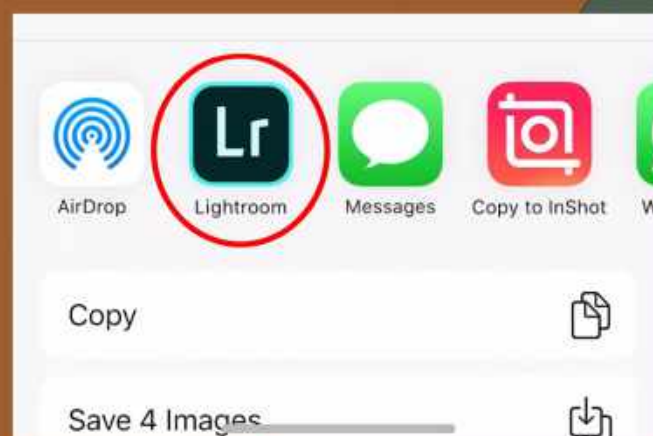 Lr
AirDrop
Lightroom
Messages
Copy to InShot
W
Copy
Save 4 Images